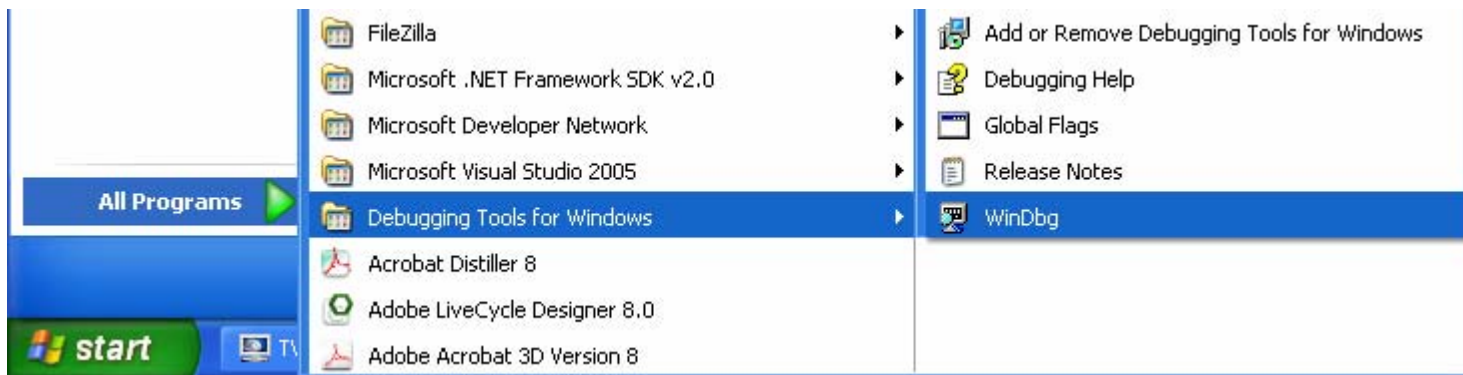 FileZilla
Microsoft .NET Framework SDK v2.0
Microsoft Developer Network
Microsoft Visual Studio 2005
All Programs
Debugging Tools for Windows
Acrobat Distiller 8
Adobe LiveCycle Designer 8.0
Adobe Acrobat 3D Version 8
start
Add or Remove Debugging Tools for Windows
Debugging Help
Global Flags
Release Notes
WinDbg